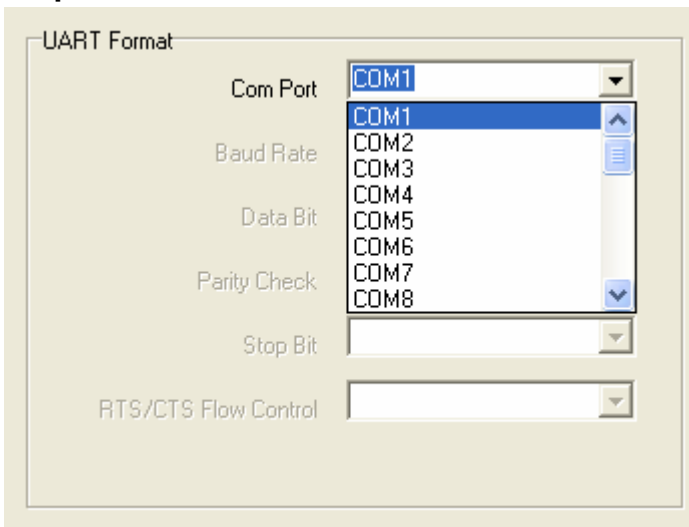 UART Format
Com Port COM1
COM1
COM2
Baud Rate
COM3
COM4
Data Bit
COM5
COM6
Parity Check
COM7
COM8
Stop Bit
RTS/CTS Flow Control